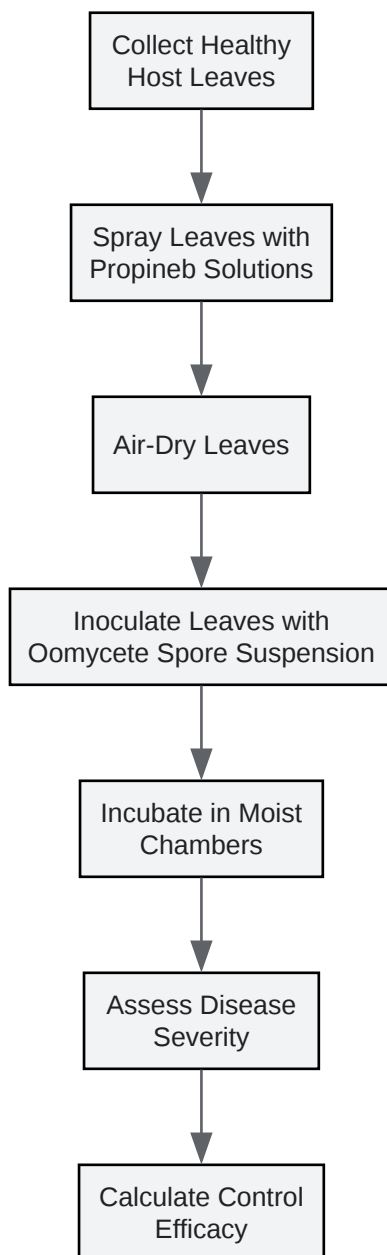 Collect Healthy
Host Leaves
Spray Leaves with
Propineb Solutions
Air-Dry Leaves
Inoculate Leaves with
Oomycete Spore Suspension
Incubate in Moist
Chambers
Assess Disease
Severity
Calculate Control
Efficacy